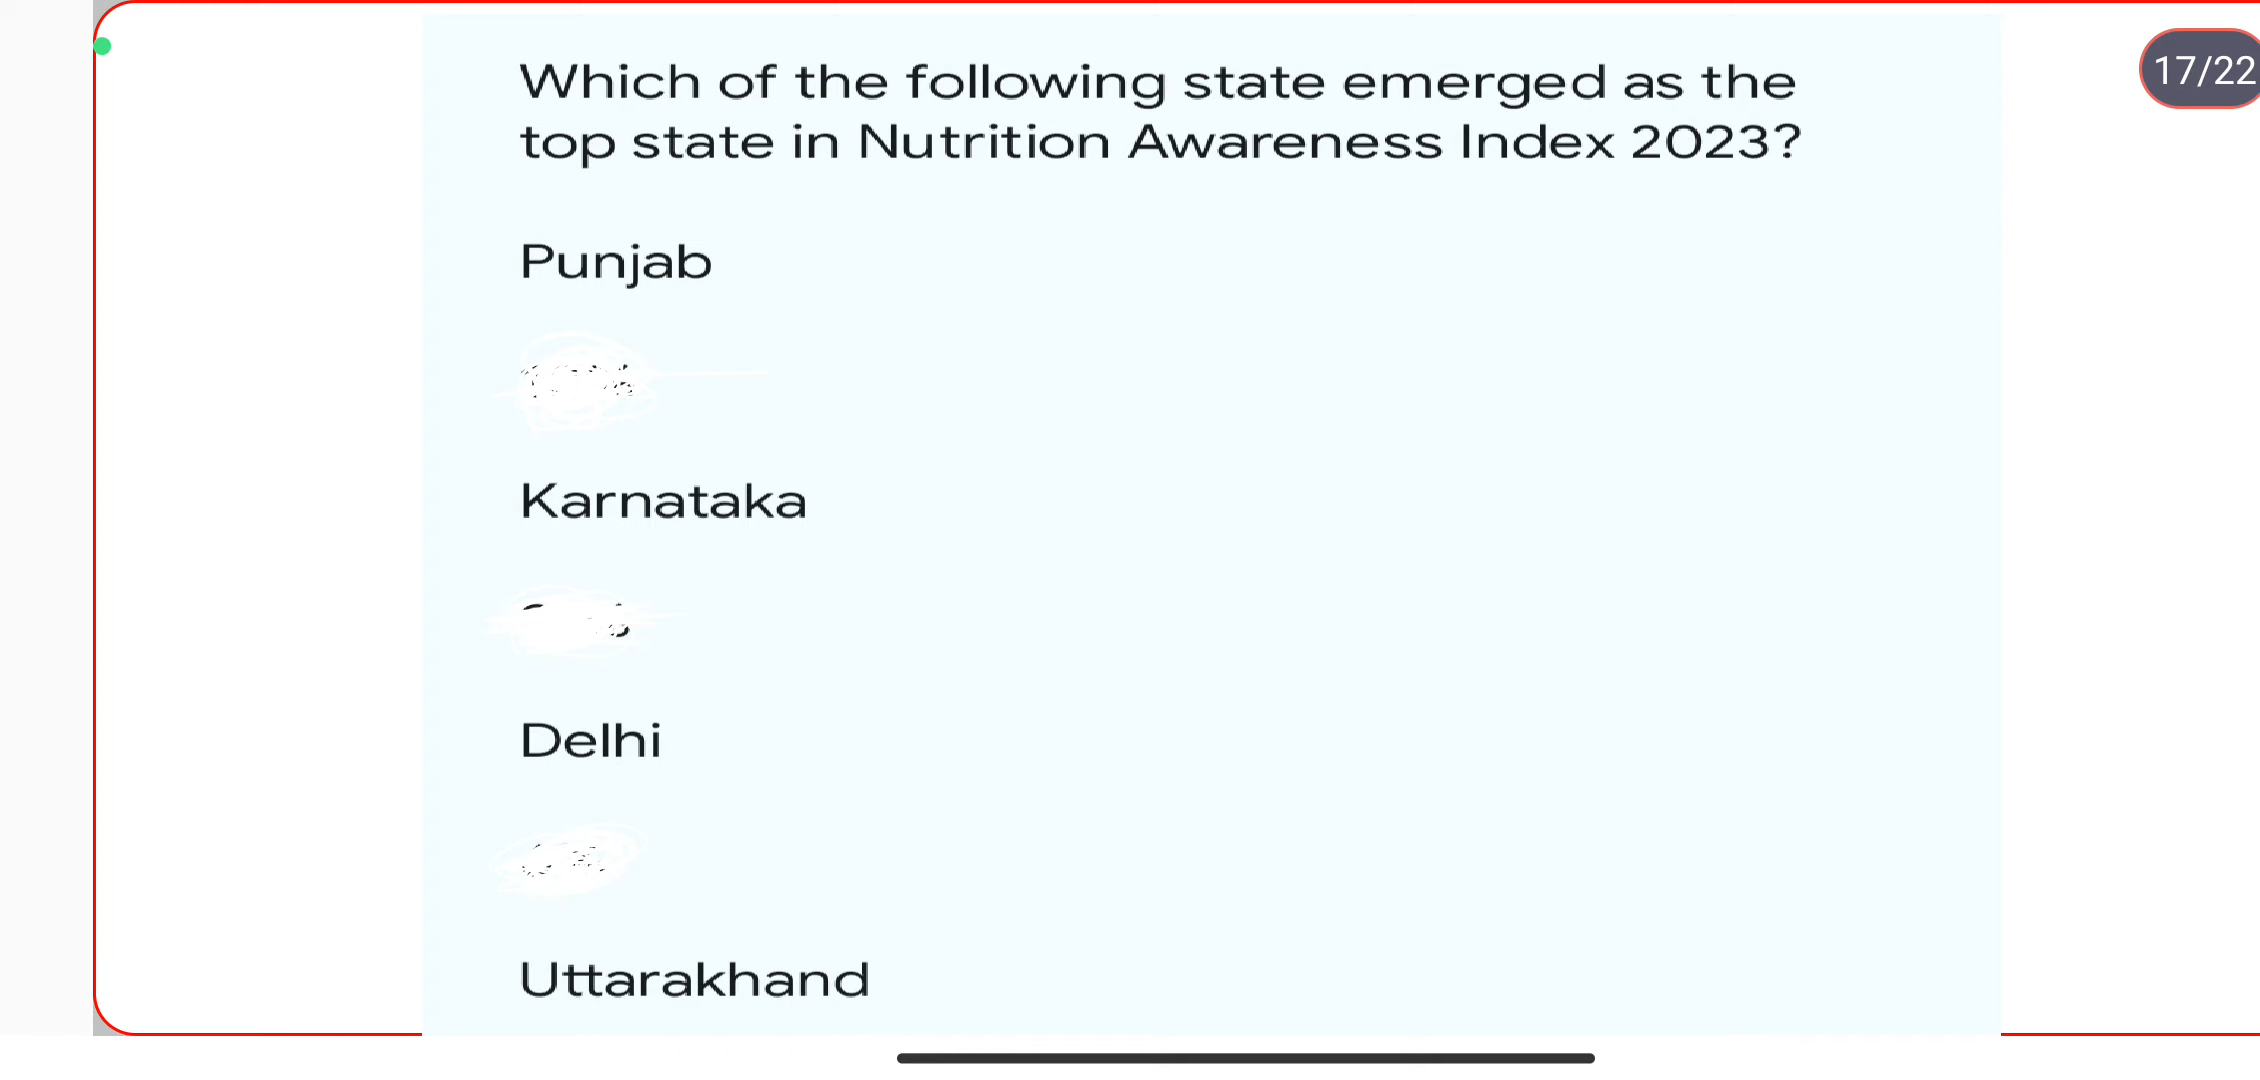 Which of the following state emerged as the
17/22
top state in Nutrition Awareness Index 2023?
Punjab
Karnataka
Delhi
Uttarakhand